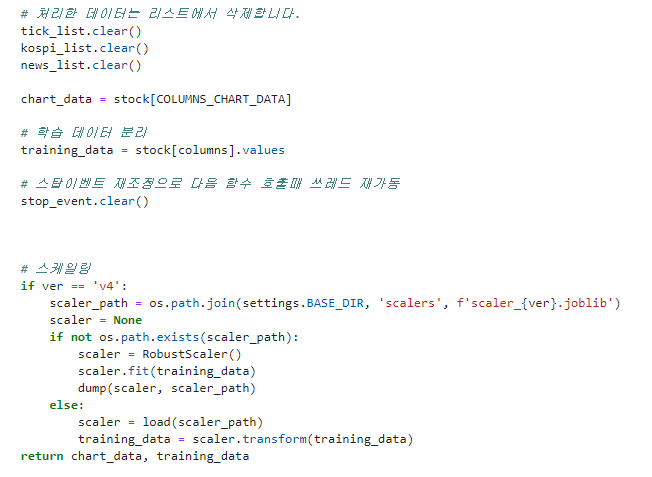 # 처리한 데이터는 리스트에서 삭제합니다.
tick_list.clear()
kospi_list.clear()
news_list.clear()
chart_data = stock[COLUMNS_CHART_DATA]
# 학습 데이터 분리
training_data = stock[columns].values
# 스탑이벤트 재조정으로 다음 함수 호출때 쓰레드 재가동
stop_event.clear()
# 스케일링
if ver == 'v4':
    scaler_path = os.path.join(settings.BASE_DIR, 'scalers', f'scaler_{ver}.joblib')
    scaler = None
    if not os.path.exists(scaler_path):
        scaler = RobustScaler()
        scaler.fit(training_data)
        dump(scaler, scaler_path)
    else:
        scaler = load(scaler_path)
        training_data = scaler.transform(training_data)
return chart_data, training_data